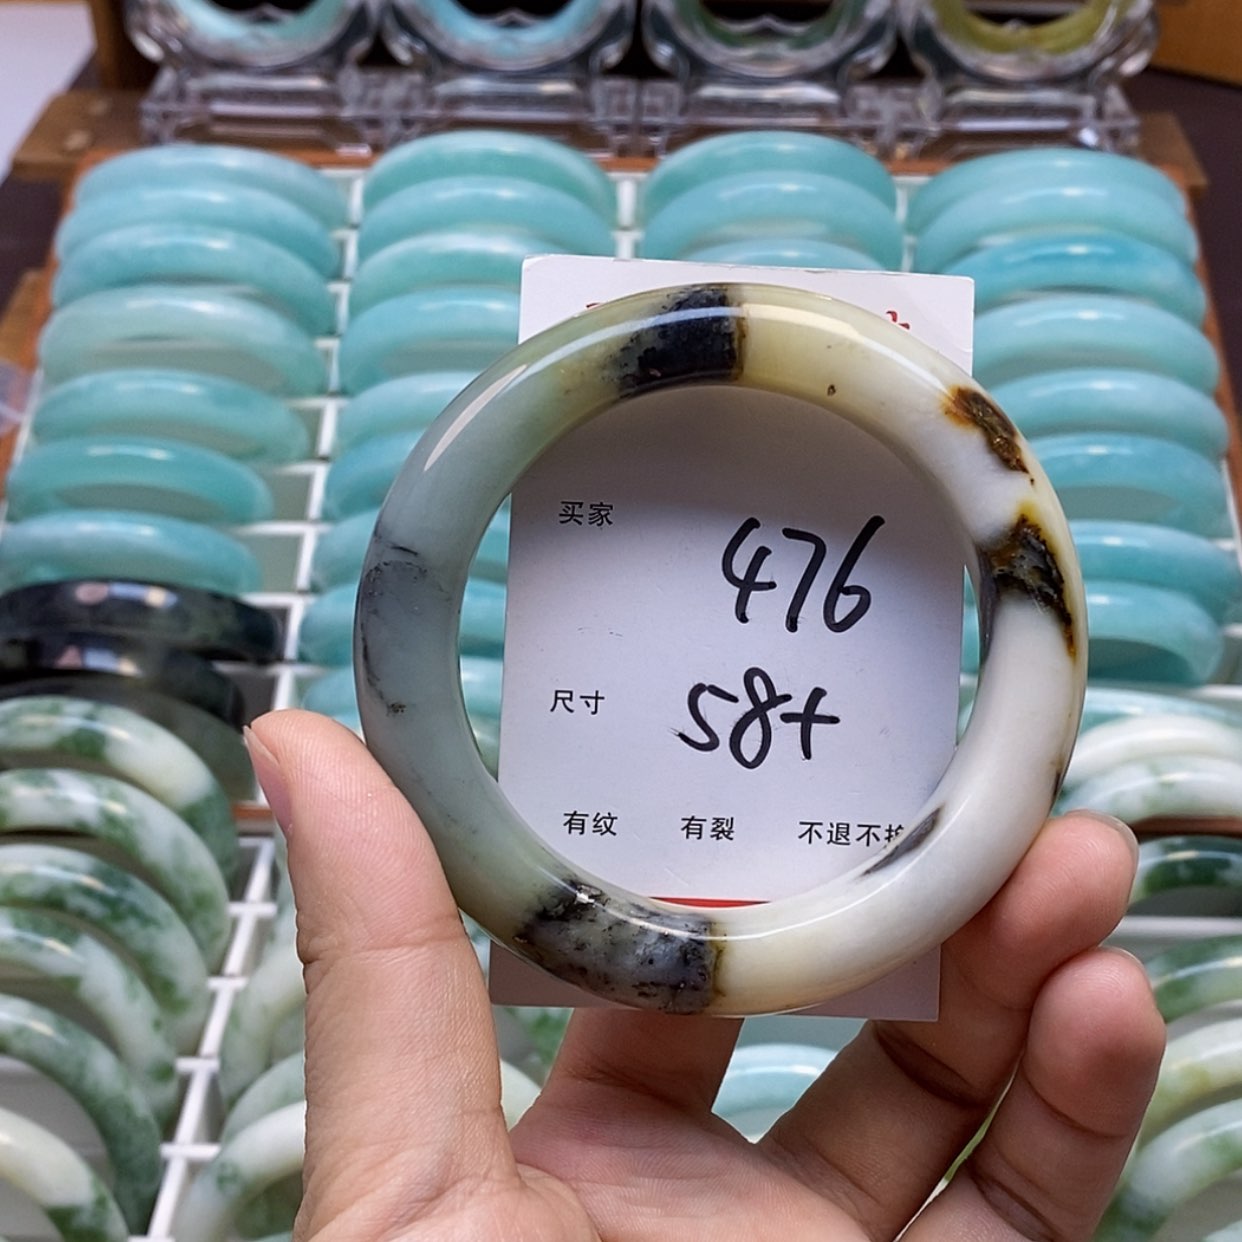 买家
476
尺寸
58+
有纹 有裂 不退不换